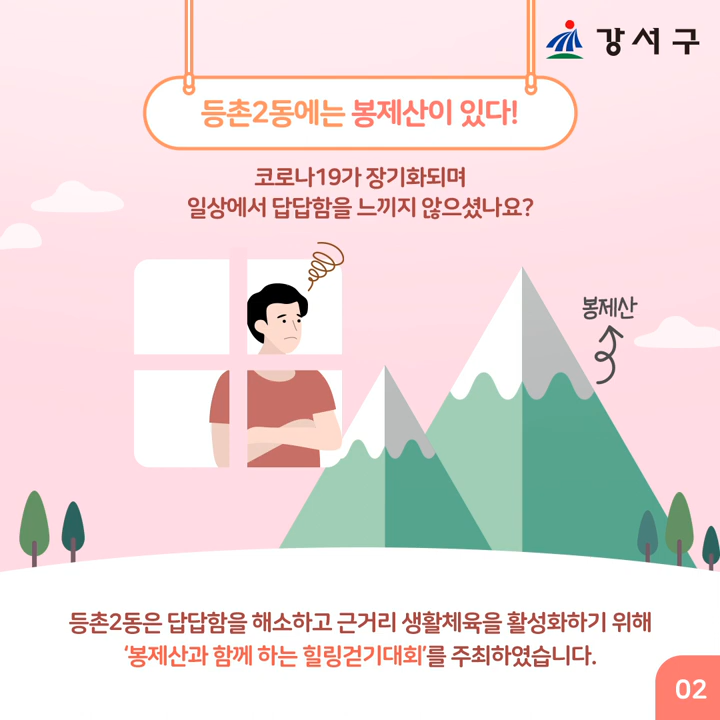 강서구
등촌2동에는 봉제산이 있다!
코로나19가 장기화되며
일상에서 답답함을 느끼지 않으셨나요?
봉제산
등촌2동은 답답함을 해소하고 근거리 생활체육을 활성화하기 위해
‘봉제산과 함께 하는 힐링걷기대회’를 주최하였습니다.
02